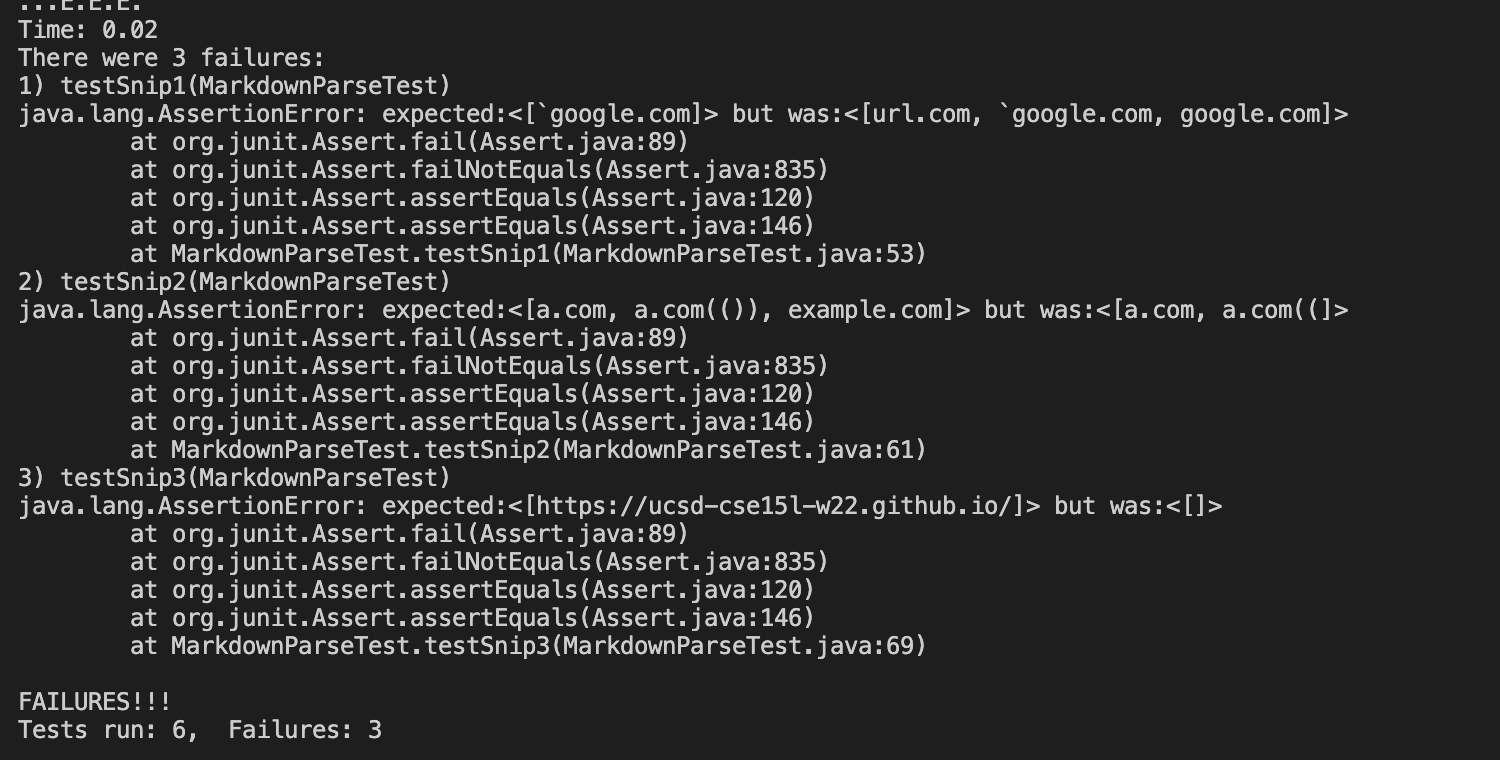 ...E.E.E.
Time: 0.02
There were 3 failures:
1) testSnip1(MarkdownParseTest)
java.lang.AssertionError: expected:<[`google.com]> but was:<[url.com, `google.com, google.com]>
        at org.junit.Assert.fail(Assert.java:89)
        at org.junit.Assert.failNotEquals(Assert.java:835)
        at org.junit.Assert.assertEquals(Assert.java:120)
        at org.junit.Assert.assertEquals(Assert.java:146)
        at MarkdownParseTest.testSnip1(MarkdownParseTest.java:53)
2) testSnip2(MarkdownParseTest)
java.lang.AssertionError: expected:<[a.com, a.com(()), example.com]> but was:<[a.com, a.com((]>
        at org.junit.Assert.fail(Assert.java:89)
        at org.junit.Assert.failNotEquals(Assert.java:835)
        at org.junit.Assert.assertEquals(Assert.java:120)
        at org.junit.Assert.assertEquals(Assert.java:146)
        at MarkdownParseTest.testSnip2(MarkdownParseTest.java:61)
3) testSnip3(MarkdownParseTest)
java.lang.AssertionError: expected:<[https://ucsd-cse15l-w22.github.io/]> but was:<[]>
        at org.junit.Assert.fail(Assert.java:89)
        at org.junit.Assert.failNotEquals(Assert.java:835)
        at org.junit.Assert.assertEquals(Assert.java:120)
        at org.junit.Assert.assertEquals(Assert.java:146)
        at MarkdownParseTest.testSnip3(MarkdownParseTest.java:69)

FAILURES!!!
Tests run: 6,  Failures: 3